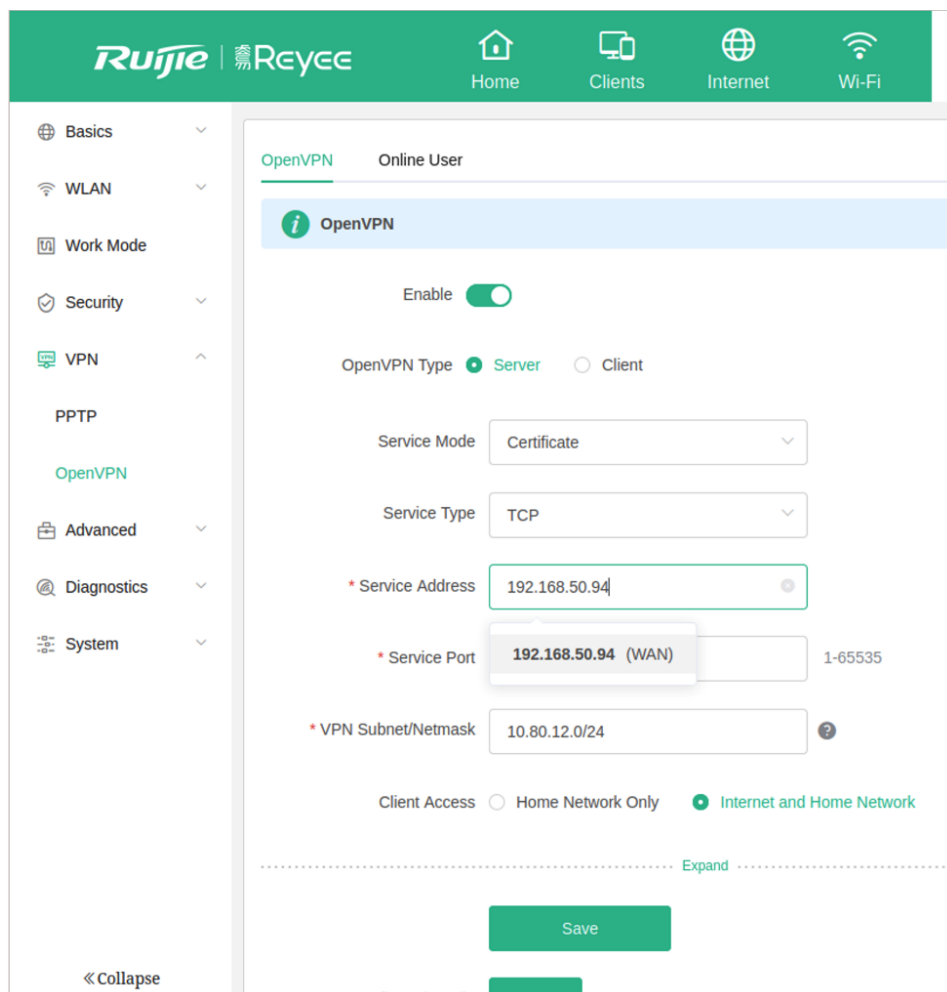 Ruijie | Reyee
Home
Clients
Internet
Wi-Fi
Basics
WLAN
Work Mode
Security
VPN
PPTP
OpenVPN
Advanced
Diagnostics
System
Collapse
OpenVPN
Online User
OpenVPN
Enable
OpenVPN Type Server Client
Service Mode Certificate
Service Type TCP
* Service Address 192.168.50.94
192.168.50.94 (WAN)
* Service Port 1-65535
* VPN Subnet/Netmask 10.80.12.0/24
Client Access Home Network Only Internet and Home Network
Expand
Save